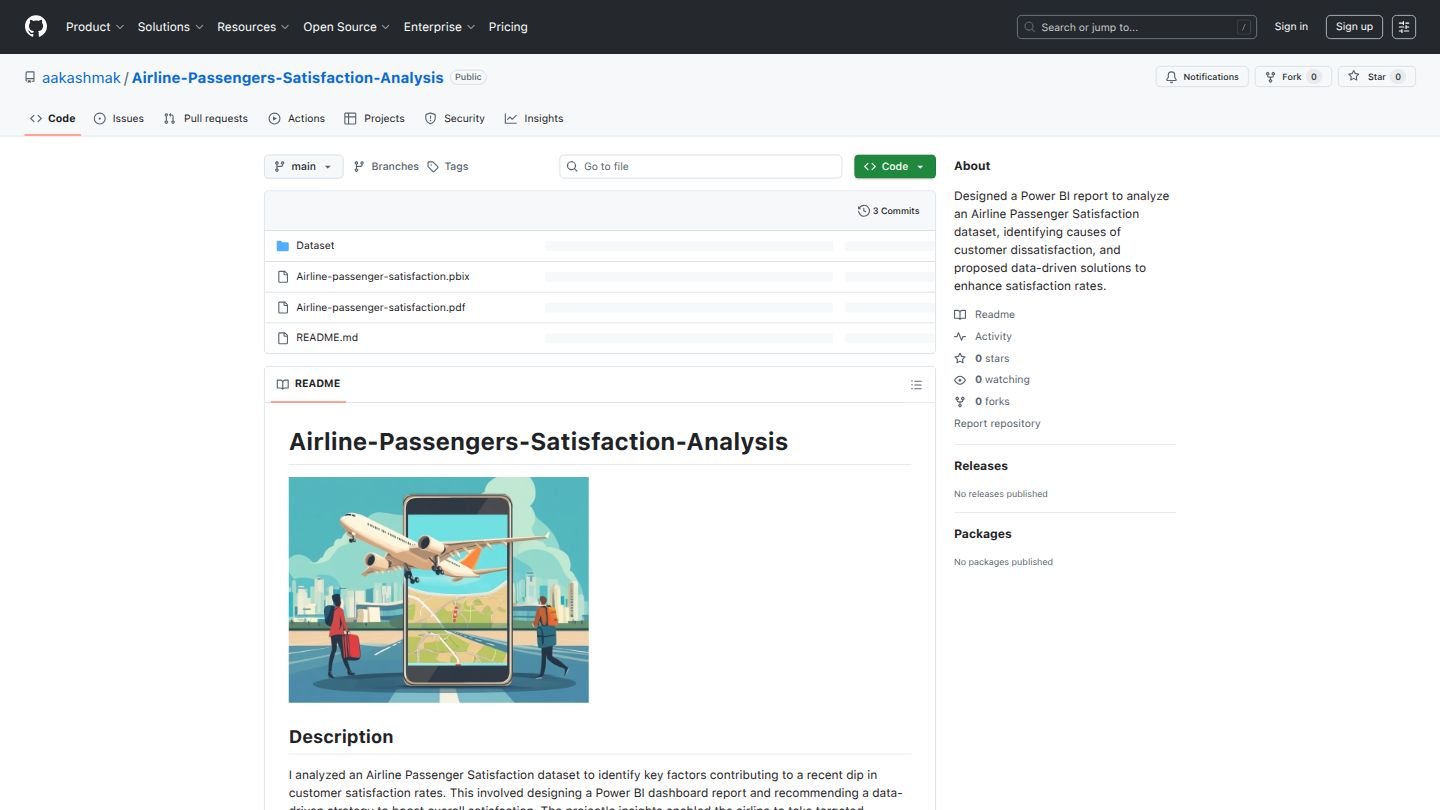 Product Solutions Resources Open Source Enterprise Pricing Search or jump to... / Sign in Sign up
aakashmak / Airline-Passengers-Satisfaction-Analysis Public Notifications Fork 0 Star 0
Code Issues Pull requests Actions Projects Security Insights
main Branches Tags Go to file Code
3 Commits
Dataset
Airline-passenger-satisfaction.pbix
Airline-passenger-satisfaction.pdf
README.md
README
Airline-Passengers-Satisfaction-Analysis
Description
I analyzed an Airline Passenger Satisfaction dataset to identify key factors contributing to a recent dip in
customer satisfaction rates. This involved designing a Power BI dashboard report and recommending a data-
driven strategy to boost overall satisfaction. The project's insights enabled the airline to take targeted
About
Designed a Power BI report to analyze
an Airline Passenger Satisfaction
dataset, identifying causes of
customer dissatisfaction, and
proposed data-driven solutions to
enhance satisfaction rates.
Readme
Activity
0 stars
0 watching
0 forks
Report repository
Releases
No releases published
Packages
No packages published